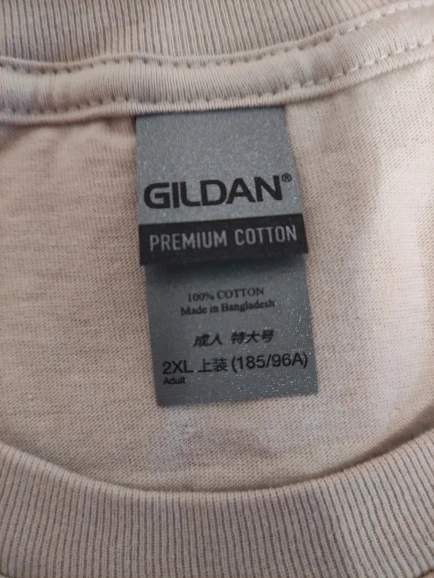 GILDAN®
PREMIUM COTTON
100% COTTON
Made in Bangladesh
成人 特大号
2XL 上装 (185/96A)
Adult